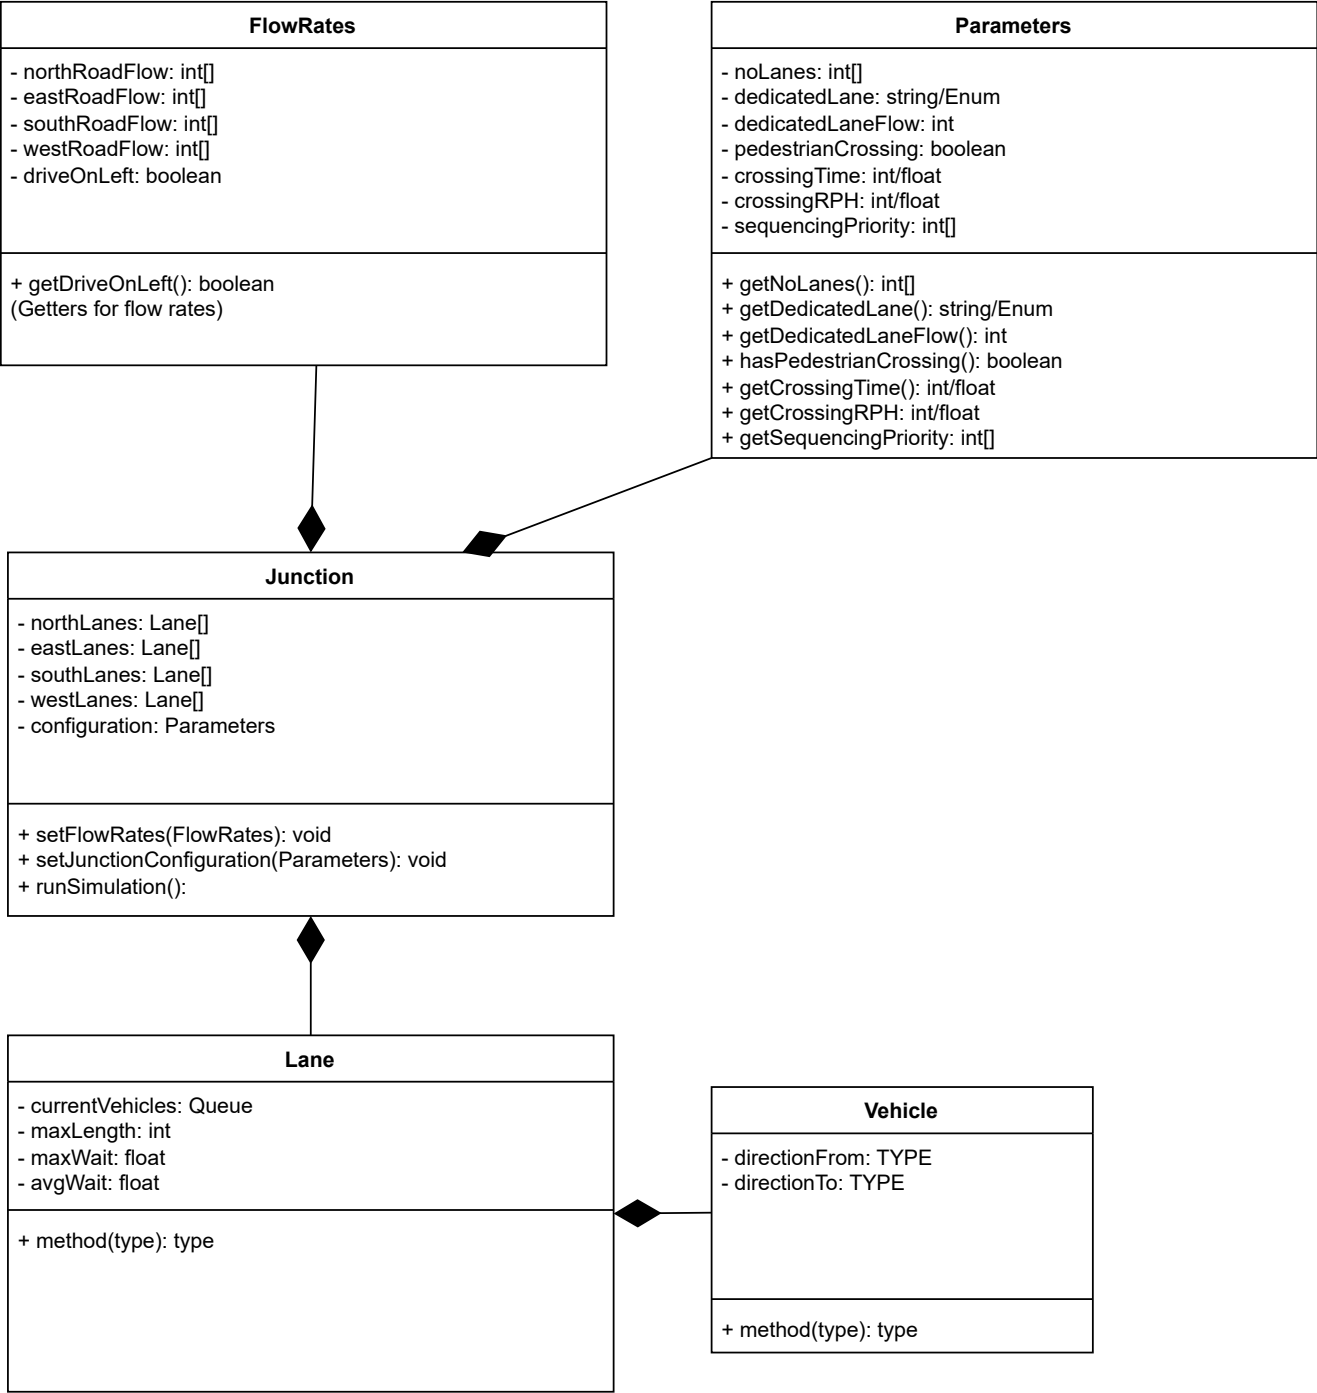 FlowRates
- northRoadFlow: int[]
- eastRoadFlow: int[]
- southRoadFlow: int[]
- westRoadFlow: int[]
- driveOnLeft: boolean
+ getDriveOnLeft(): boolean
(Getters for flow rates)
Parameters
- noLanes: int[]
- dedicatedLane: string/Enum
- dedicatedLaneFlow: int
- pedestrianCrossing: boolean
- crossingTime: int/float
- crossingRPH: int/float
- sequencingPriority: int[]
+ getNoLanes(): int[]
+ getDedicatedLane(): string/Enum
+ getDedicatedLaneFlow(): int
+ hasPedestrianCrossing(): boolean
+ getCrossingTime(): int/float
+ getCrossingRPH: int/float
+ getSequencingPriority: int[]
Junction
- northLanes: Lane[]
- eastLanes: Lane[]
- southLanes: Lane[]
- westLanes: Lane[]
- configuration: Parameters
+ setFlowRates(FlowRates): void
+ setJunctionConfiguration(Parameters): void
+ runSimulation():
Lane
- currentVehicles: Queue
- maxLength: int
- maxWait: float
- avgWait: float
+ method(type): type
Vehicle
- directionFrom: TYPE
- directionTo: TYPE
+ method(type): type